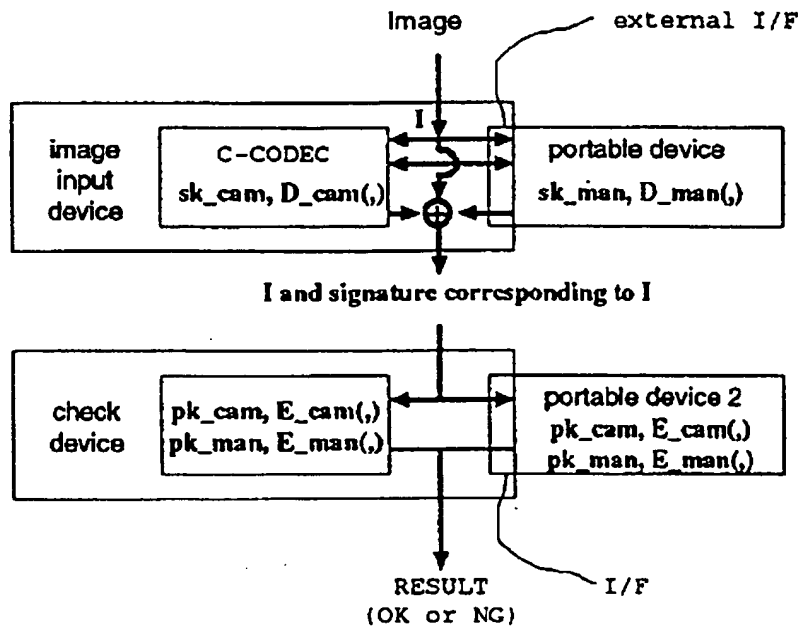 Image
external I/F
I
image
input
device
C-CODEC
sk_cam, D_cam(,)
portable device
sk_man, D_man(,)
I and signature corresponding to I
check
device
pk_cam, E_cam(,)
pk_man, E_man(,)
portable device 2
pk_cam, E_cam(,)
pk_man, E_man(,)
RESULT
(OK or NG)
I/F